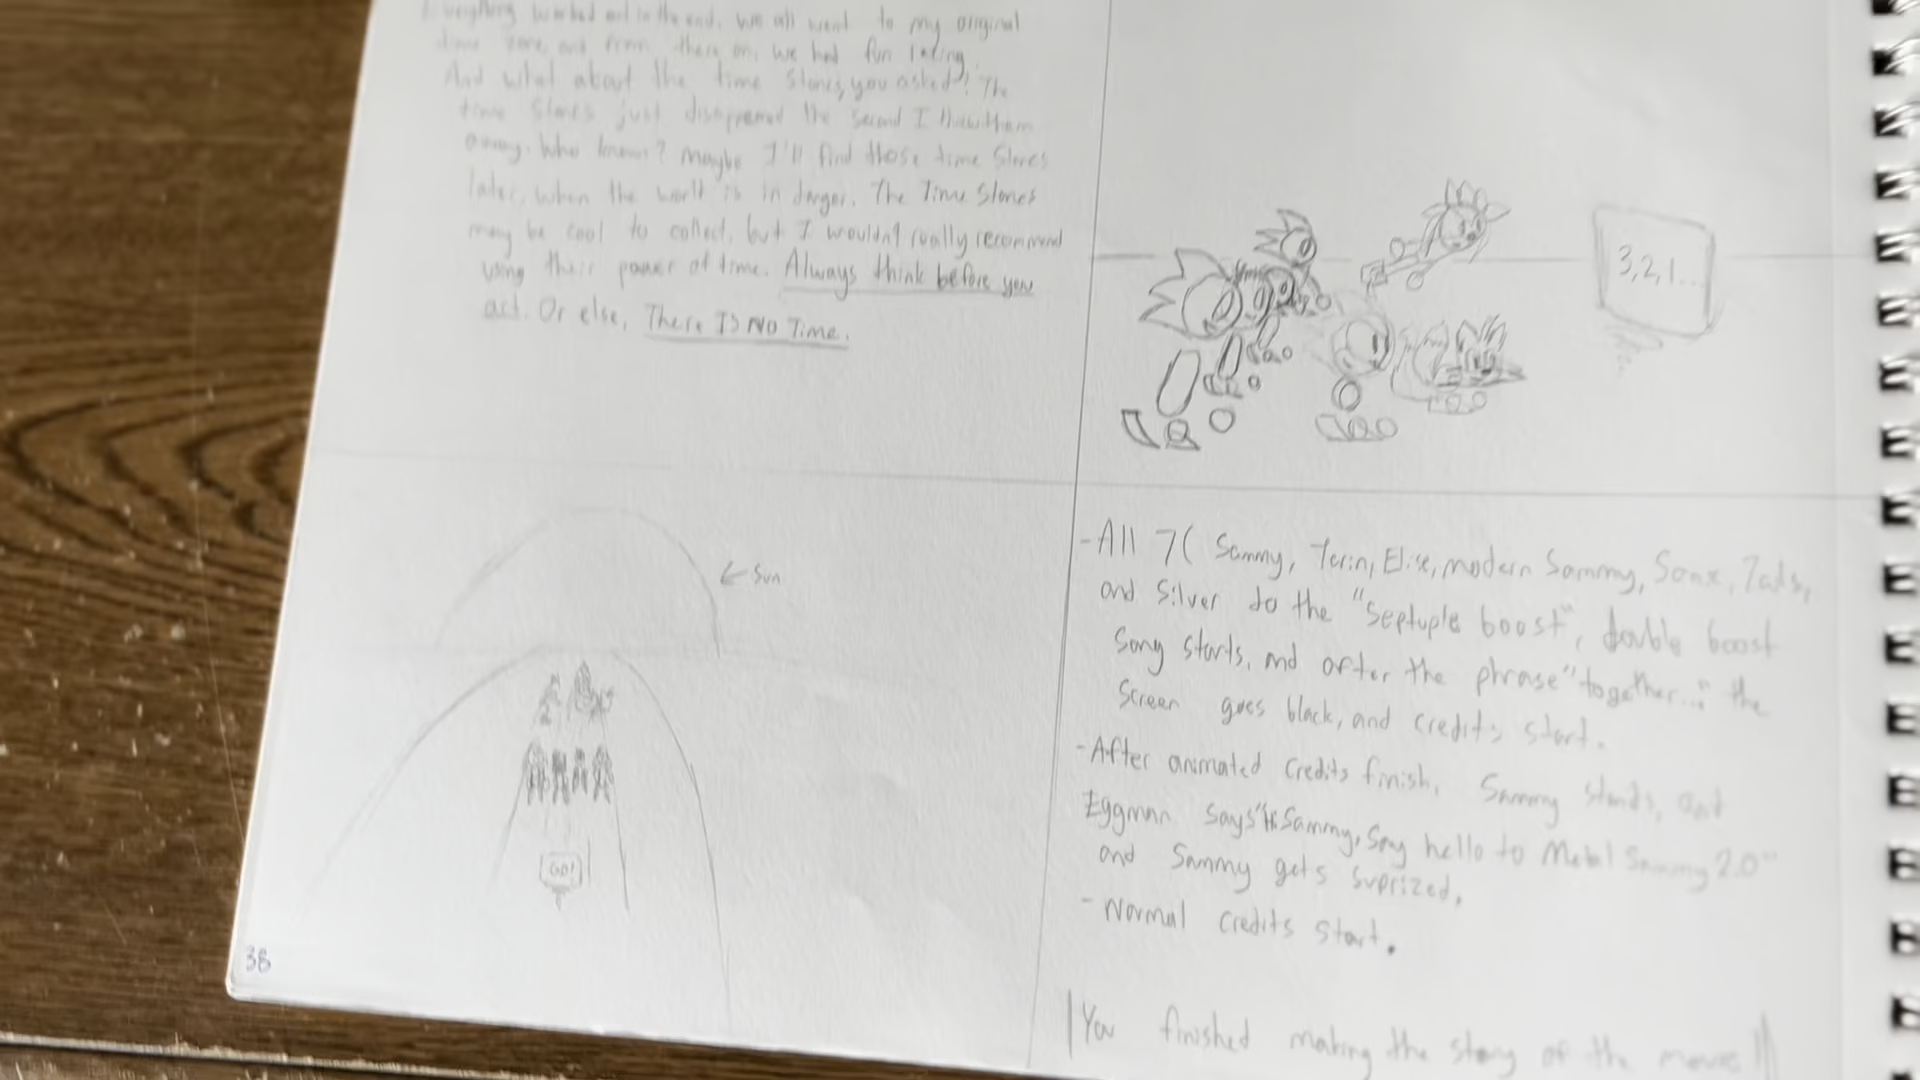 Everything worked out in the end. We all went to my original
time zone, and from there on, we had fun racing.
And what about the time stones, you asked? The
time stones just disappeared the second I threw them
away. Who knows? maybe I'll find those time stones
later, when the world is in danger. The Time Stones
may be cool to collect, but I wouldn't really recommend
using their power of time. Always think before you
act. Or else, There IS NO Time.
3,2,1...
← Sun
GO!
38
-All 7( Sammy, Terin, Elise, modern Sammy, Sonx, Tads,
and Silver do the "Septuple boost", double boost
Song starts, and after the phrase "together..." the
Screen goes black, and credits start.
-After animated credits finish, Sammy stands, and
Eggman says "Hi Sammy, Say hello to Metal Sammy 2.0"
and Sammy gets suprized.
- Normal credits start.
You finished making the story of the movie!!